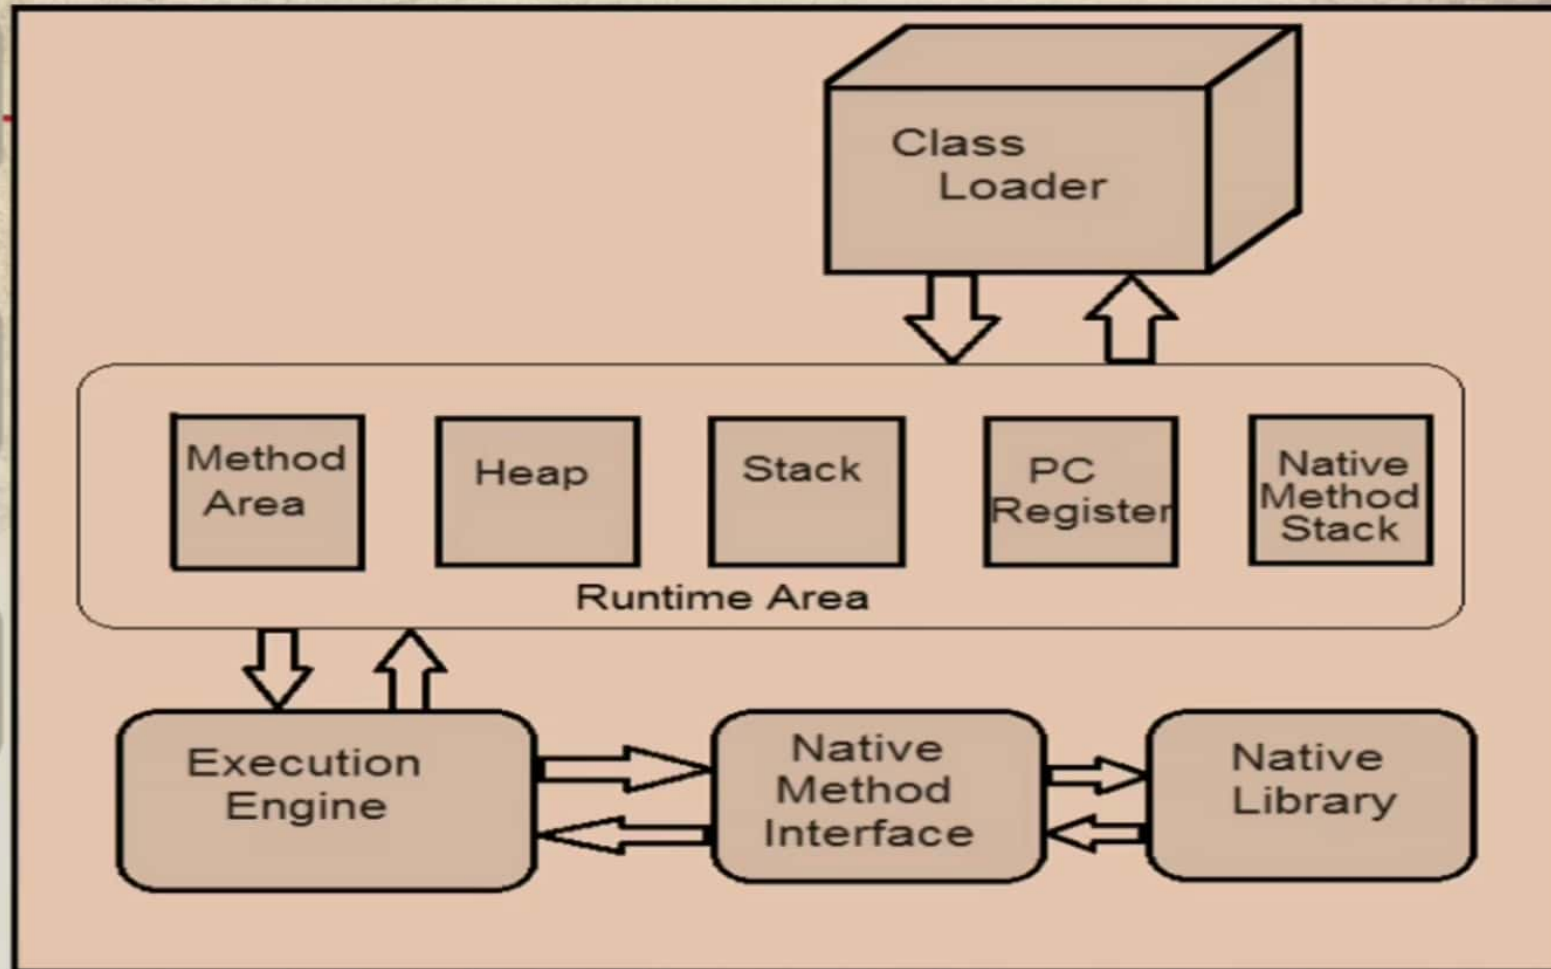 Class
Loader
Method
Area
Heap
Stack
PC
Register
Native
Method
Stack
Runtime Area
Execution
Engine
Native
Method
Interface
Native
Library